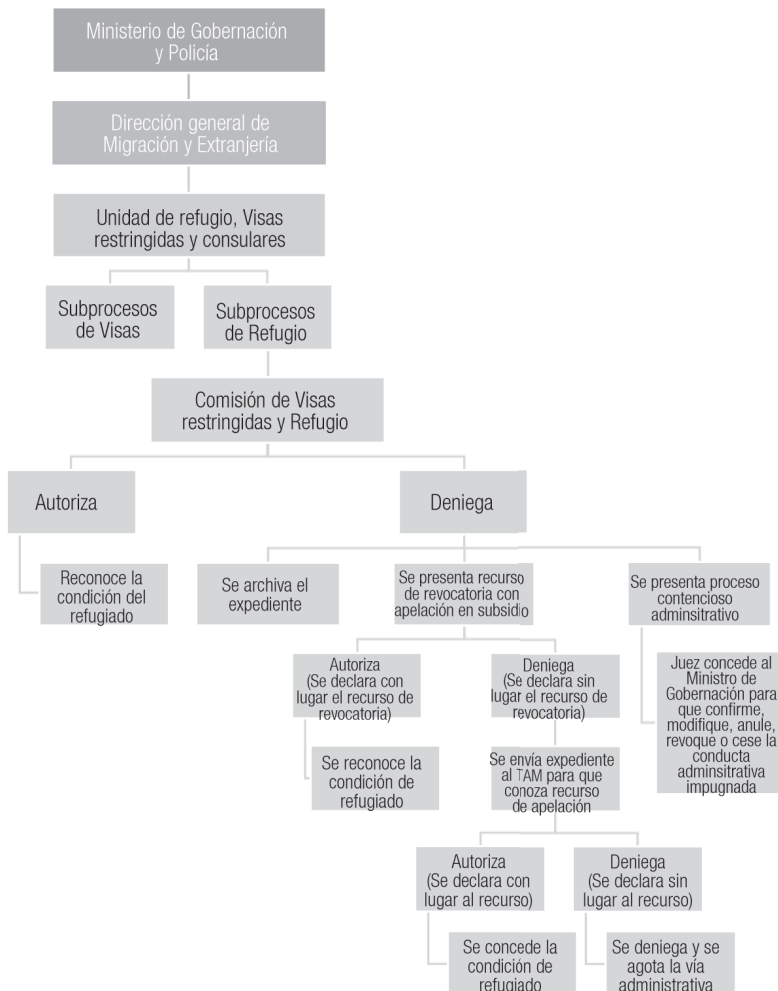 Ministerio de Gobernación
y Policía
Dirección general de
Migración y Extranjería
Unidad de refugio, Visas
restringidas y consulares
Subprocesos
de Visas
Subprocesos
de Refugio
Comisión de Visas
restringidas y Refugio
Autoriza
Deniega
Reconoce la
condición del
refugiado
Se archiva el
expediente
Se presenta recurso
de revocatoria con
apelación en subsidio
Se presenta proceso
contencioso
adminsitrativo
Autoriza
(Se declara con
lugar el recurso de
revocatoria)
Deniega
(Se declara sin
lugar el recurso de
revocatoria)
Juez concede al
Ministro de
Gobernación para
que confirme,
modifique, anule,
revoque o cese la
conducta
adminsitrativa
impugnada
Se reconoce la
condición de
refugiado
Se envía expediente
al TAM para que
conoza recurso
de apelación
Autoriza
(Se declara con
lugar al recurso)
Deniega
(Se declara sin
lugar al recurso)
Se concede la
condición de
refugiado
Se deniega y se
agota la vía
administrativa